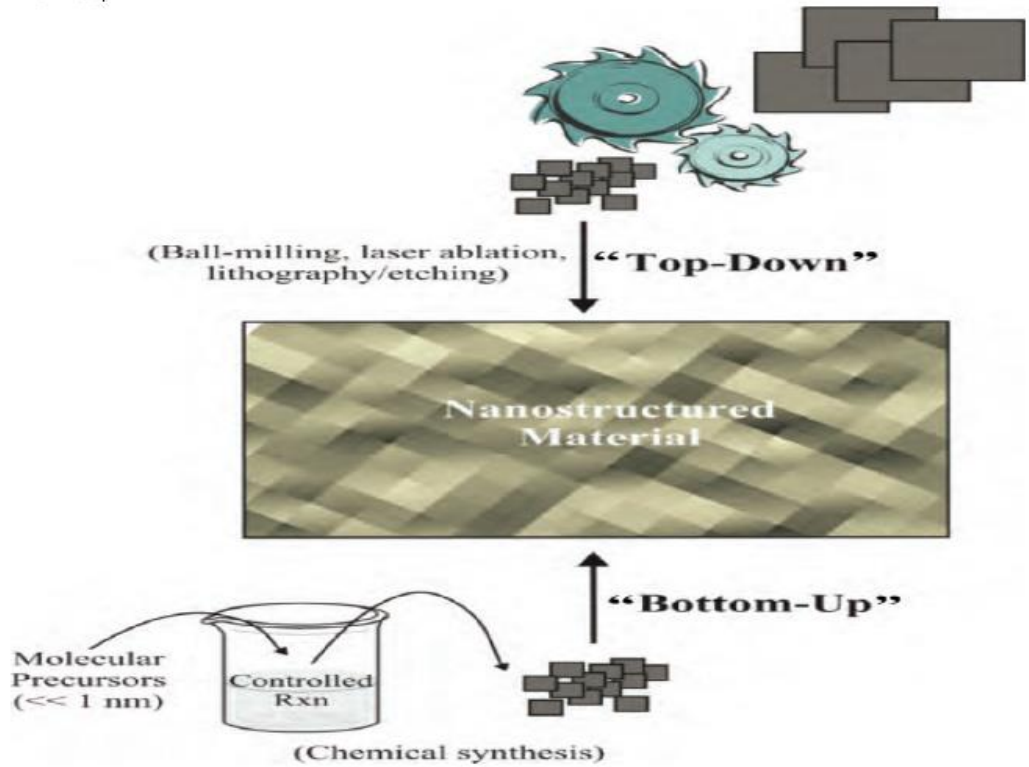 (Ball-milling, laser ablation,
lithography/etching)
“Top-Down”
Nanostructured
Material
“Bottom-Up”
Molecular
Precursors
(<< 1 nm)
Controlled
Rxn
(Chemical synthesis)